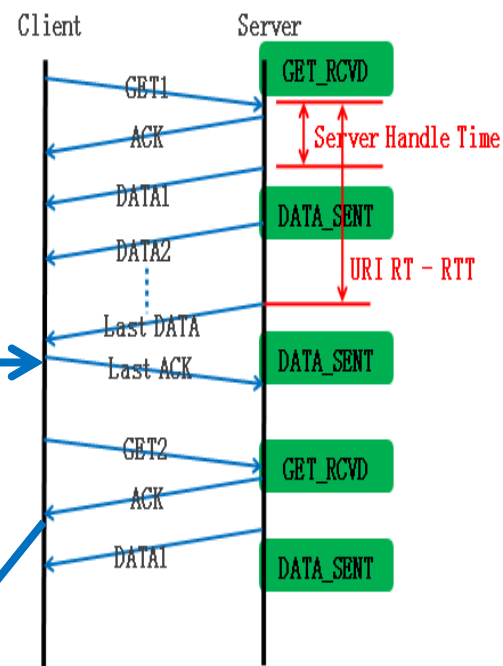 Client Server
GET_RCVD
GET1
ACK
Server Handle Time
DATA1
DATA_SENT
DATA2
URI RT - RTT
Last DATA
Last ACK
DATA_SENT
GET2
GET_RCVD
ACK
DATA1
DATA_SENT